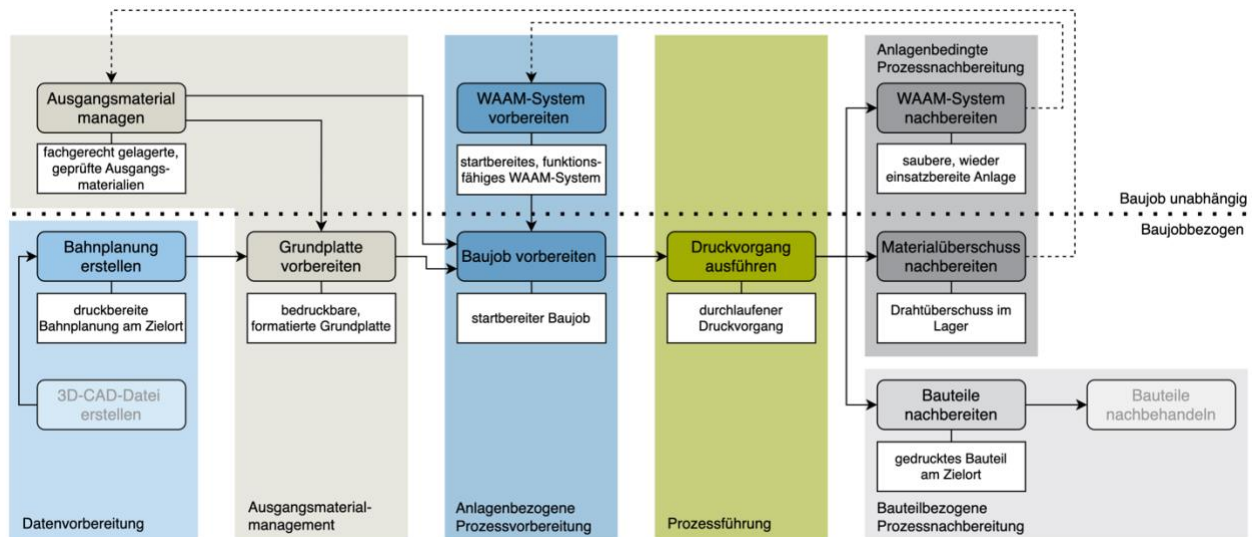 Anlagenbedingte
Prozessnachbereitung
Ausgangsmaterial
managen
WAAM-System
vorbereiten
WAAM-System
nachbereiten
fachgerecht gelagerte,
geprüfte Ausgangs-
materialien
startbereites, funktions-
fähiges WAAM-System
saubere, wieder
einsatzbereite Anlage
Baujob unabhängig
Baujobbezogen
Bahnplanung
erstellen
Grundplatte
vorbereiten
Baujob vorbereiten
Druckvorgang
ausführen
Materialüberschuss
nachbereiten
druckbereite
Bahnplanung am Zielort
bedruckbare,
formatierte Grundplatte
startbereiter Baujob
durchlaufener
Druckvorgang
Drahtüberschuss im
Lager
3D-CAD-Datei
erstellen
Bauteile
nachbereiten
Bauteile
nachbehandeln
gedrucktes Bauteil
am Zielort
Datenvorbereitung
Ausgangsmaterial-
management
Anlagenbezogene
Prozessvorbereitung
Prozessführung
Bauteilbezogene
Prozessnachbereitung